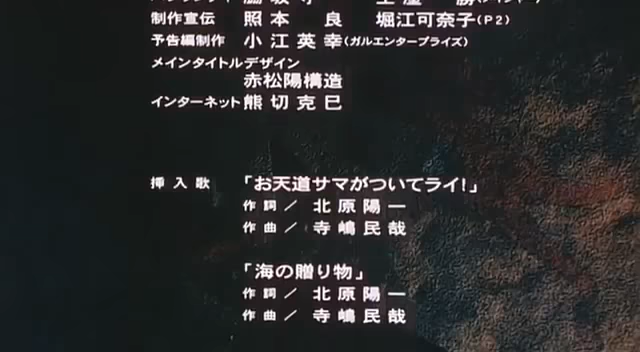 制作宣伝 照本 良 堀江可奈子(P2)
予告編制作 小江英幸(ガルエンタープライズ)
メインタイトルデザイン
赤松陽構造
インターネット 熊切克巳
挿入歌 「お天道サマがついてライ!」
作詞／ 北原陽一
作曲／ 寺嶋民哉
「海の贈り物」
作詞／ 北原陽一
作曲／ 寺嶋民哉